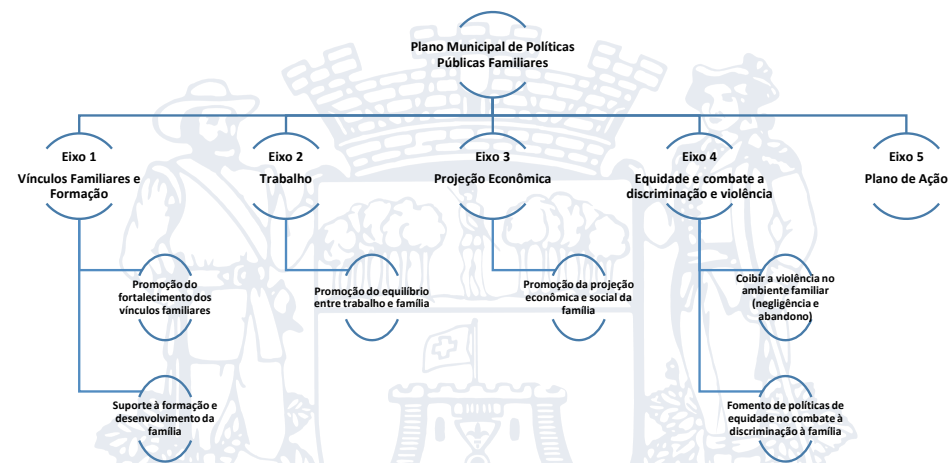 Plano Municipal de Políticas
Públicas Familiares
Eixo 1
Vínculos Familiares e
Formação
Eixo 2
Trabalho
Eixo 3
Projeção Econômica
Eixo 4
Equidade e combate a
discriminação e violência
Eixo 5
Plano de Ação
Promoção do
fortalecimento dos
vínculos familiares
Promoção do equilíbrio
entre trabalho e família
Promoção da projeção
econômica e social da
família
Coibir a violência no
ambiente familiar
(negligência e
abandono)
Suporte à formação e
desenvolvimento da
família
Fomento de políticas de
equidade no combate à
discriminação à família